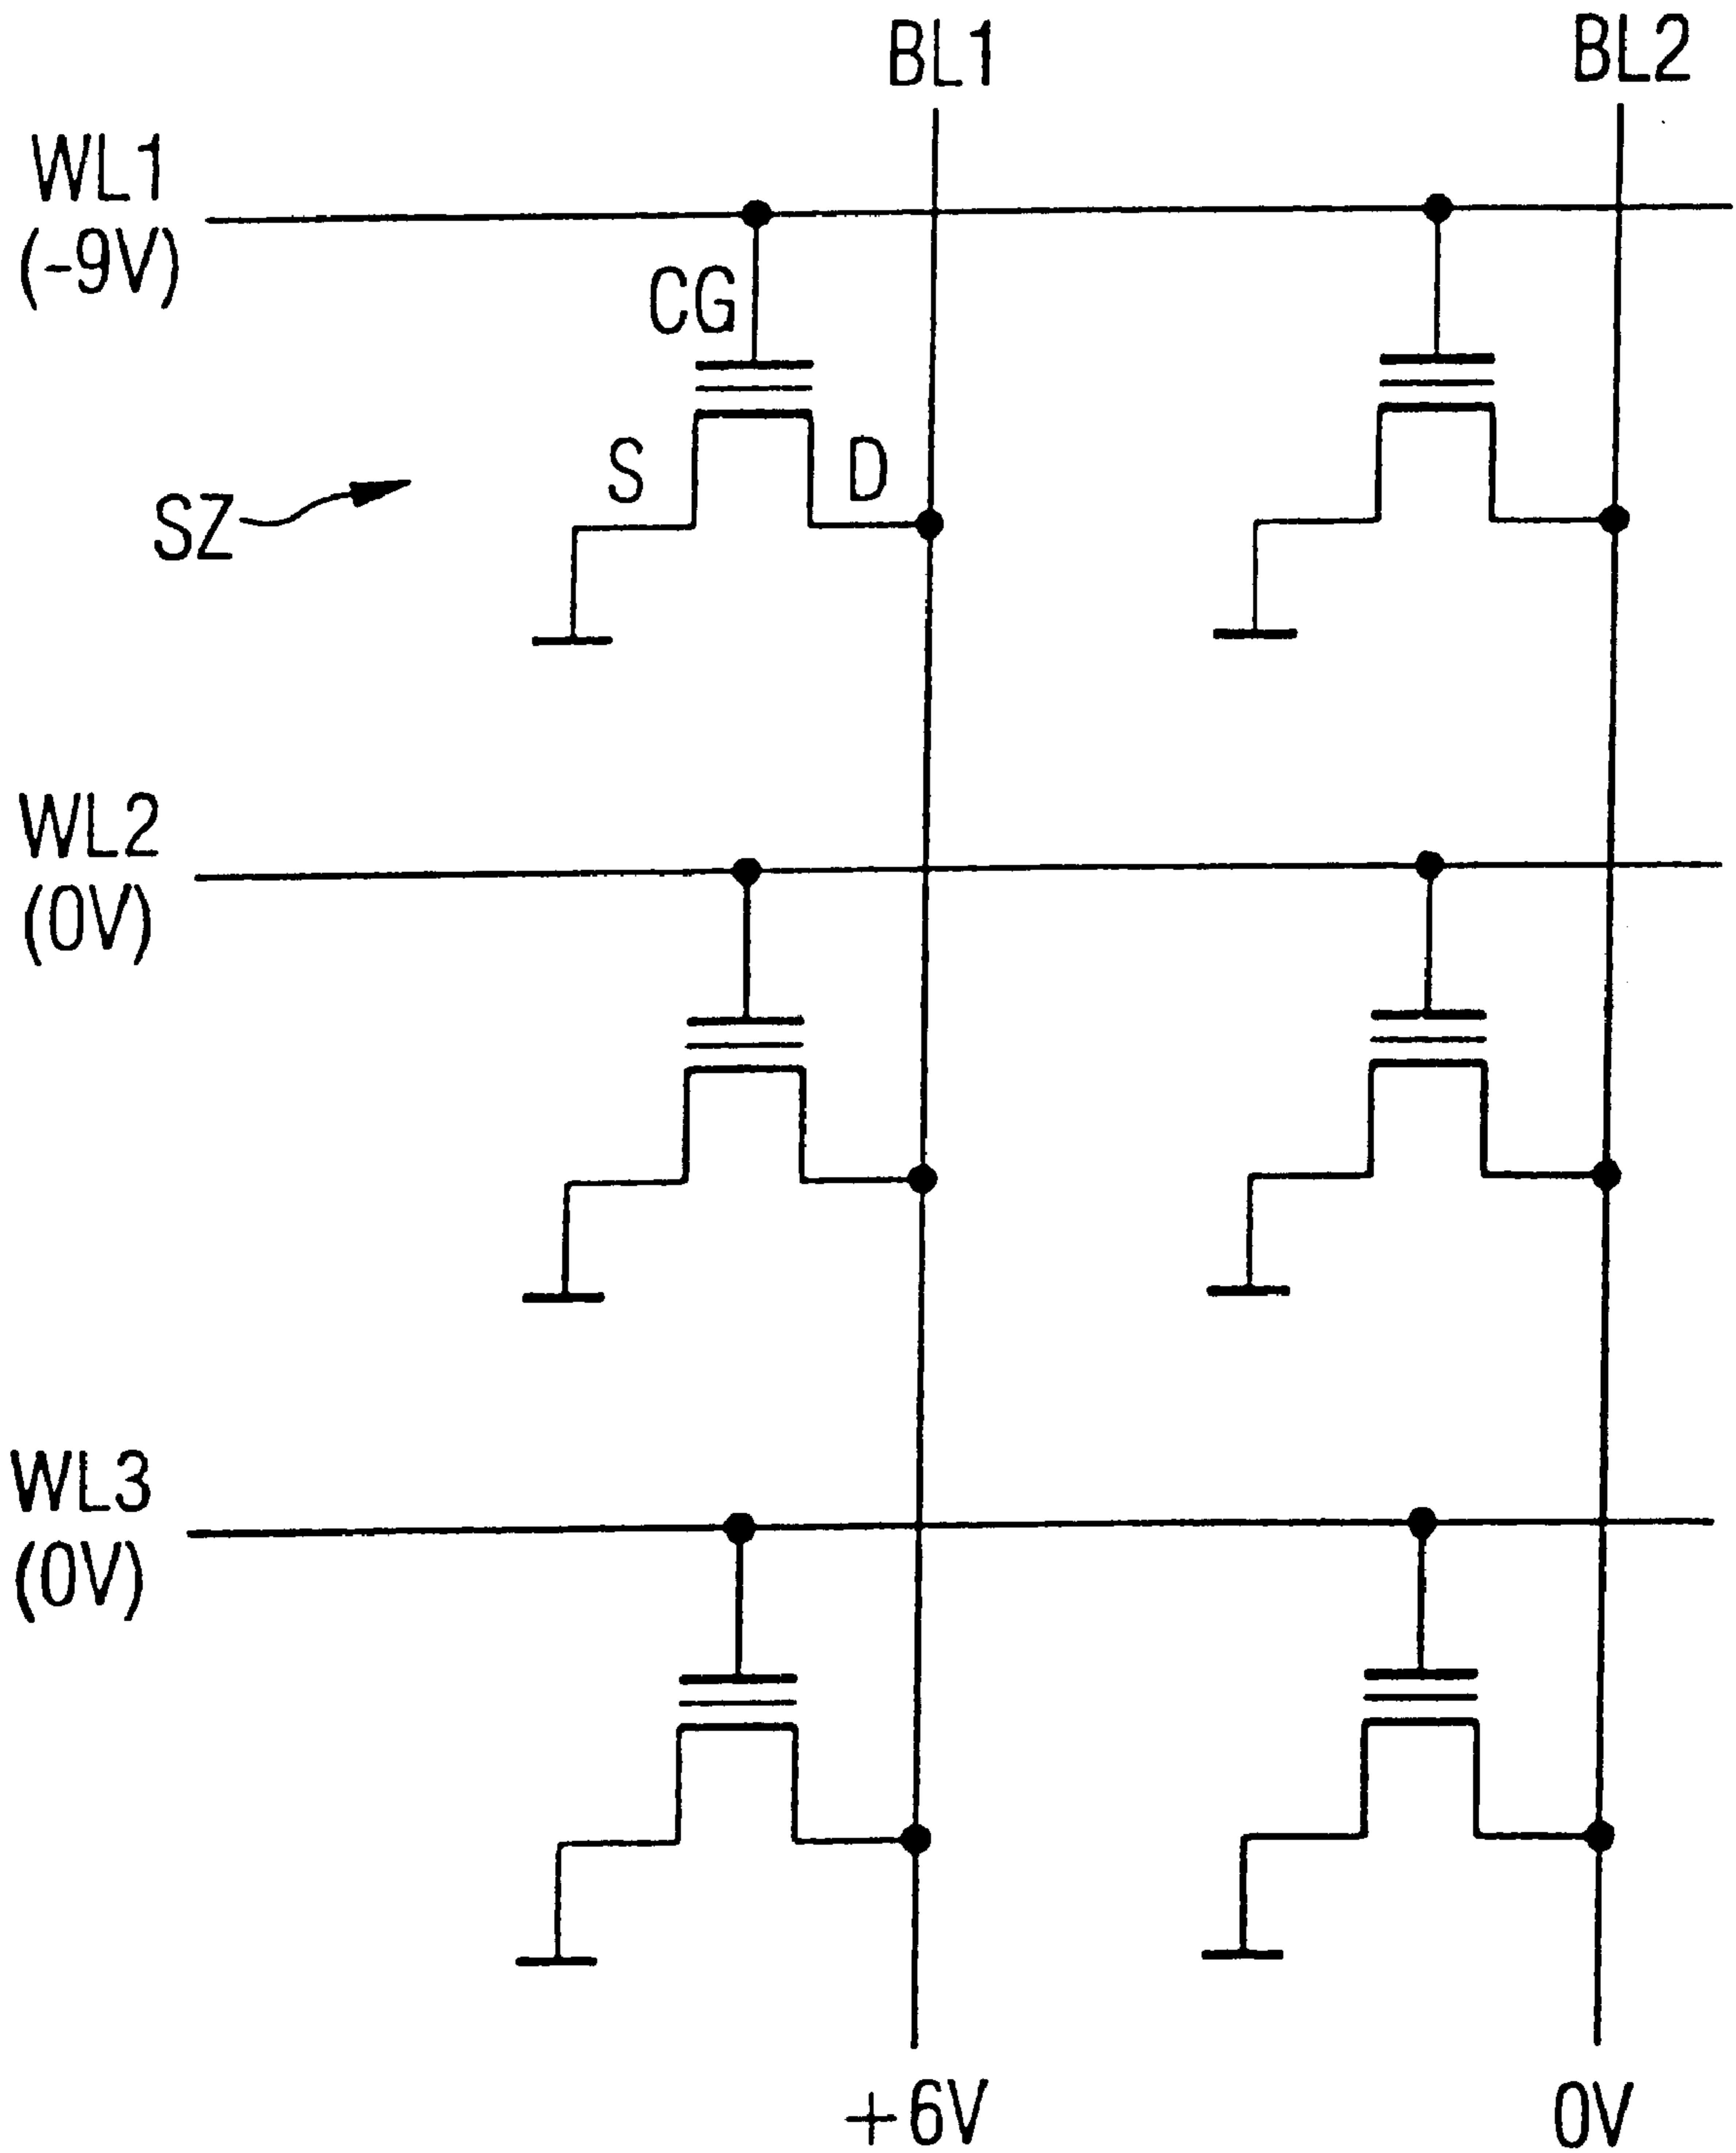 BL1
BL2
WL1
(-9V)
CG
S
D
SZ
WL2
(0V)
WL3
(0V)
+6V
0V